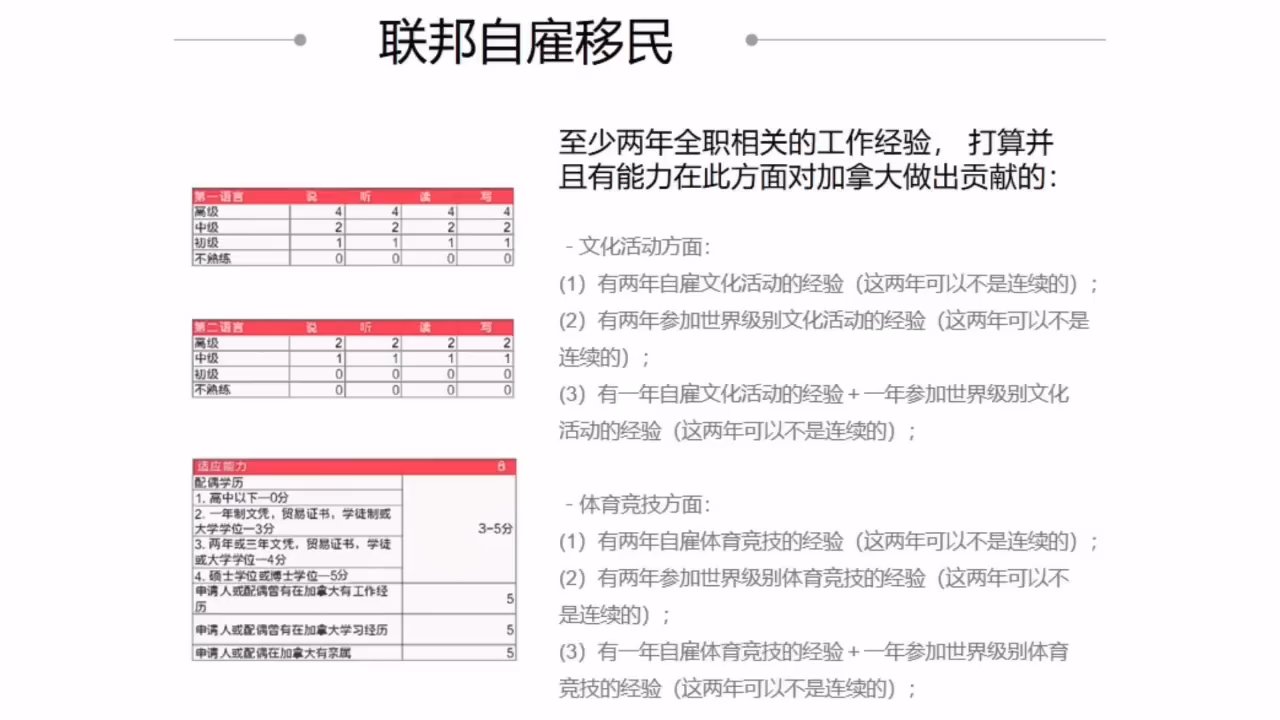 联邦自雇移民
至少两年全职相关的工作经验， 打算并
且有能力在此方面对加拿大做出贡献的：
第一语言 说 听 读 写
高级 4 4 4 4
中级 2 2 2 2
初级 1 1 1 1
不熟练 0 0 0 0
第二语言 说 听 读 写
高级 2 2 2 2
中级 1 1 1 1
初级 0 0 0 0
不熟练 0 0 0 0
适应能力 6
配偶学历
1. 高中以下—0分
2. 一年制文凭，贸易证书，学徒制或
大学学位—3分
3-5分
3. 两年或三年文凭，贸易证书，学徒
或大学学位—4分
4. 硕士学位或博士学位—5分
申请人或配偶曾有在加拿大有工作经
历 5
申请人或配偶曾有在加拿大学习经历 5
申请人或配偶在加拿大有亲属 5
- 文化活动方面：
(1）有两年自雇文化活动的经验（这两年可以不是连续的）；
(2）有两年参加世界级别文化活动的经验（这两年可以不是
连续的）；
(3）有一年自雇文化活动的经验＋一年参加世界级别文化
活动的经验（这两年可以不是连续的）；
- 体育竞技方面：
(1）有两年自雇体育竞技的经验（这两年可以不是连续的）；
(2）有两年参加世界级别体育竞技的经验（这两年可以不
是连续的）；
(3）有一年自雇体育竞技的经验＋一年参加世界级别体育
竞技的经验（这两年可以不是连续的）；